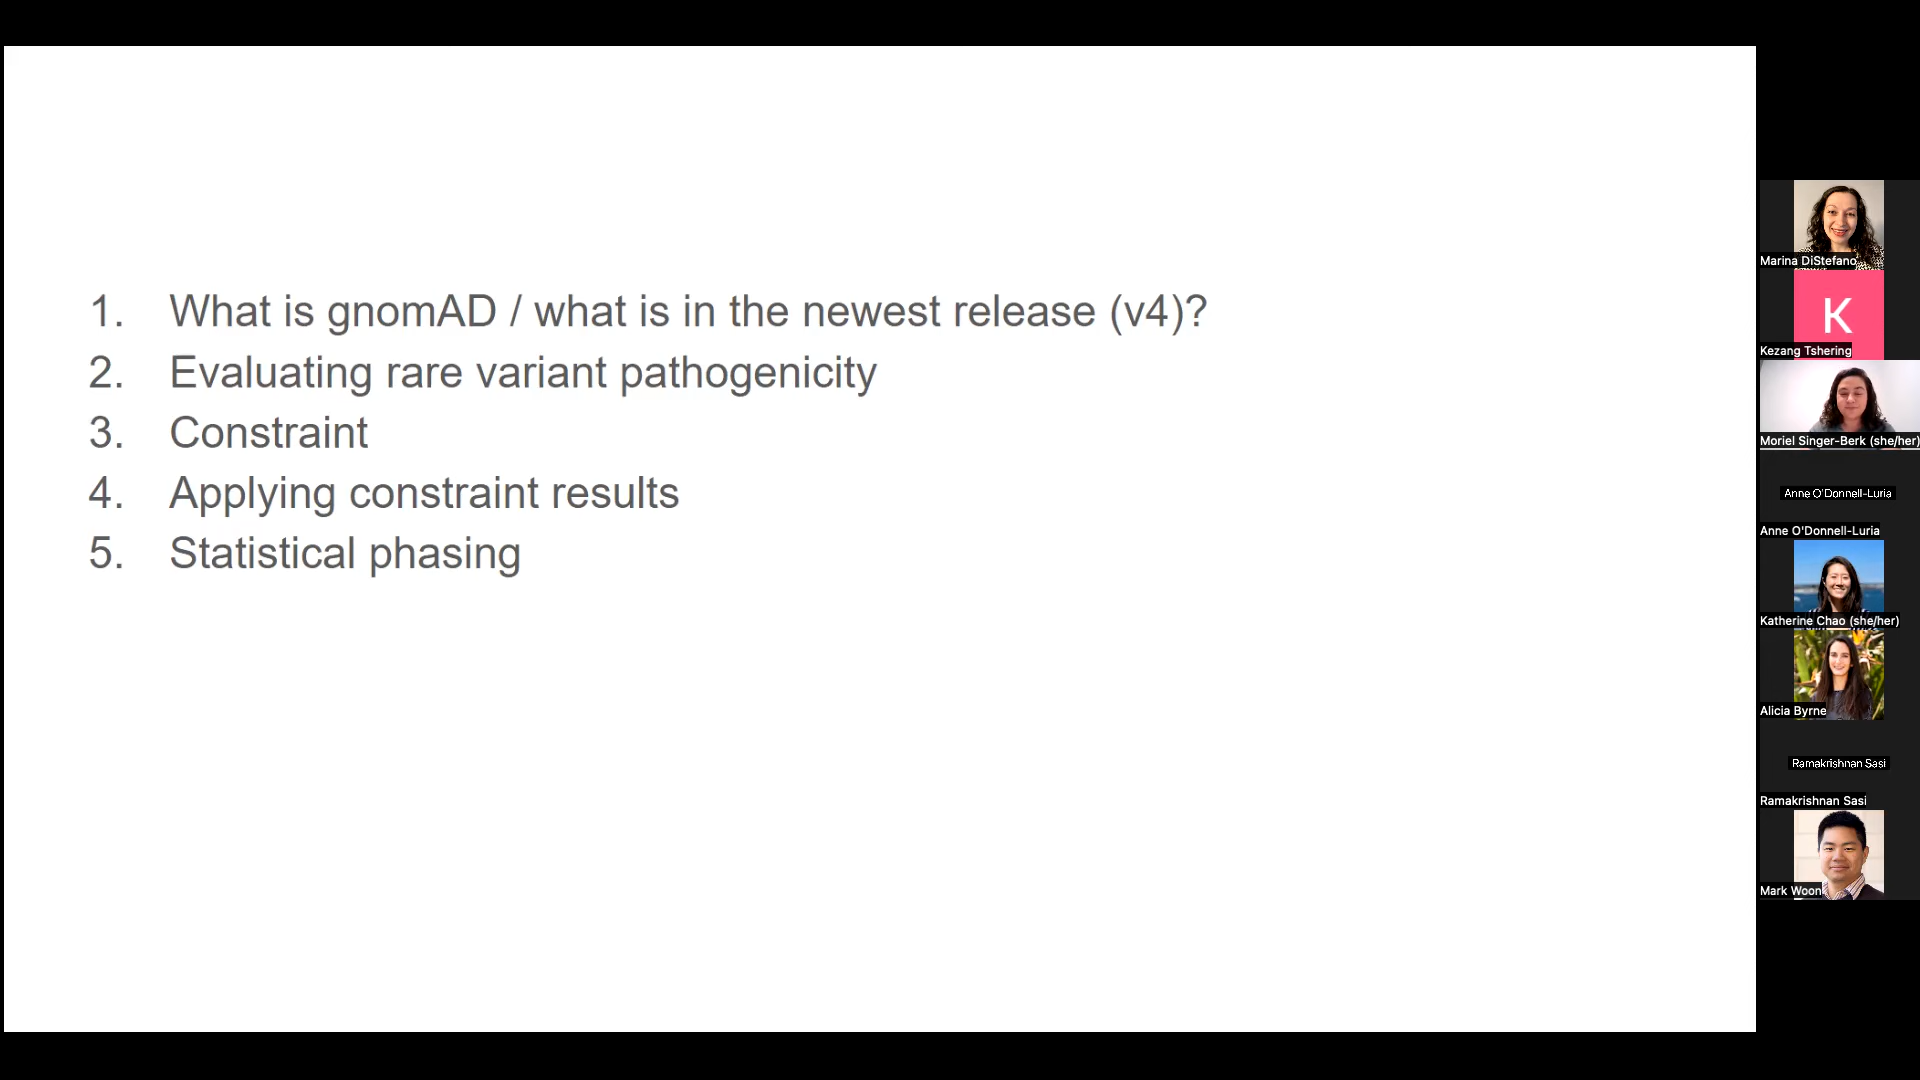 1. What is gnomAD / what is in the newest release (v4)?
2. Evaluating rare variant pathogenicity
3. Constraint
4. Applying constraint results
5. Statistical phasing
Marina DiStefano
K
Kezang Tshering
Moriel Singer-Berk (she/her)
Anne O'Donnell-Luria
Anne O'Donnell-Luria
Katherine Chao (she/her)
Alicia Byrne
Ramakrishnan Sasi
Ramakrishnan Sasi
Mark Woon